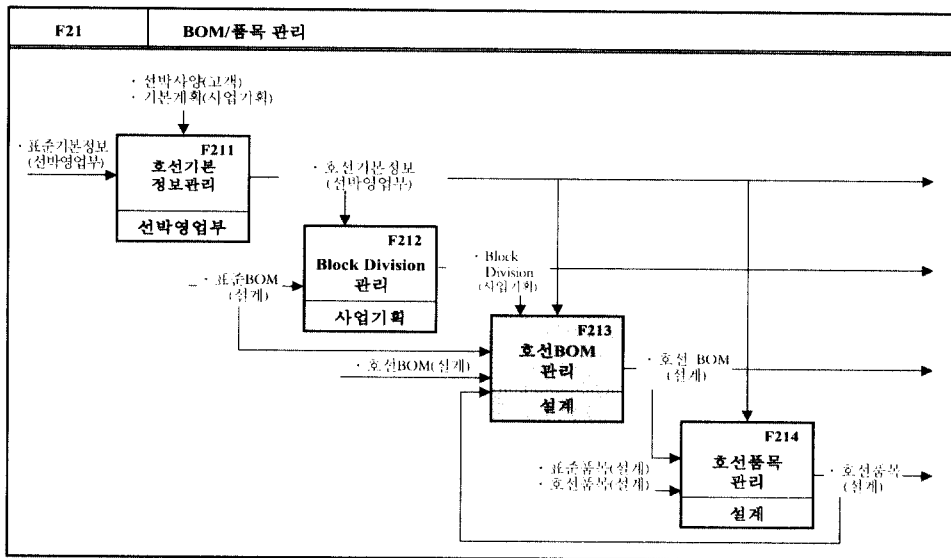 F21
BOM/품목 관리
· 선박사양(고객)
· 기본계획(사업기획)
· 표준기본정보
(선박영업부)
F211
호선기본
정보관리
선박영업부
· 호선기본정보
(선박영업부)
F212
Block Division
관리
사업기획
· 표준BOM
(설계)
· Block
Division
(사업기획)
F213
호선BOM
관리
설계
· 호선BOM(설계)
· 호선 BOM
(설계)
F214
호선품목
관리
설계
· 표준품목(설계)
· 호선품목(설계)
· 호선품목
(설계)